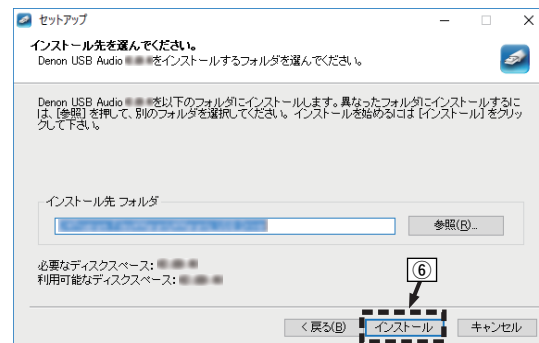 セットアップ
インストール先を選んでください。
Denon USB Audio をインストールするフォルダを選んでください。
Denon USB Audio を以下のフォルダにインストールします。異なったフォルダにインストールするに
は、[参照] を押して、別のフォルダを選択してください。インストールを始めるには [インストール] をクリッ
クして下さい。
インストール先 フォルダ
参照(R)...
必要なディスクスペース:
利用可能なディスクスペース:
⑥
< 戻る(B)
インストール
キャンセル